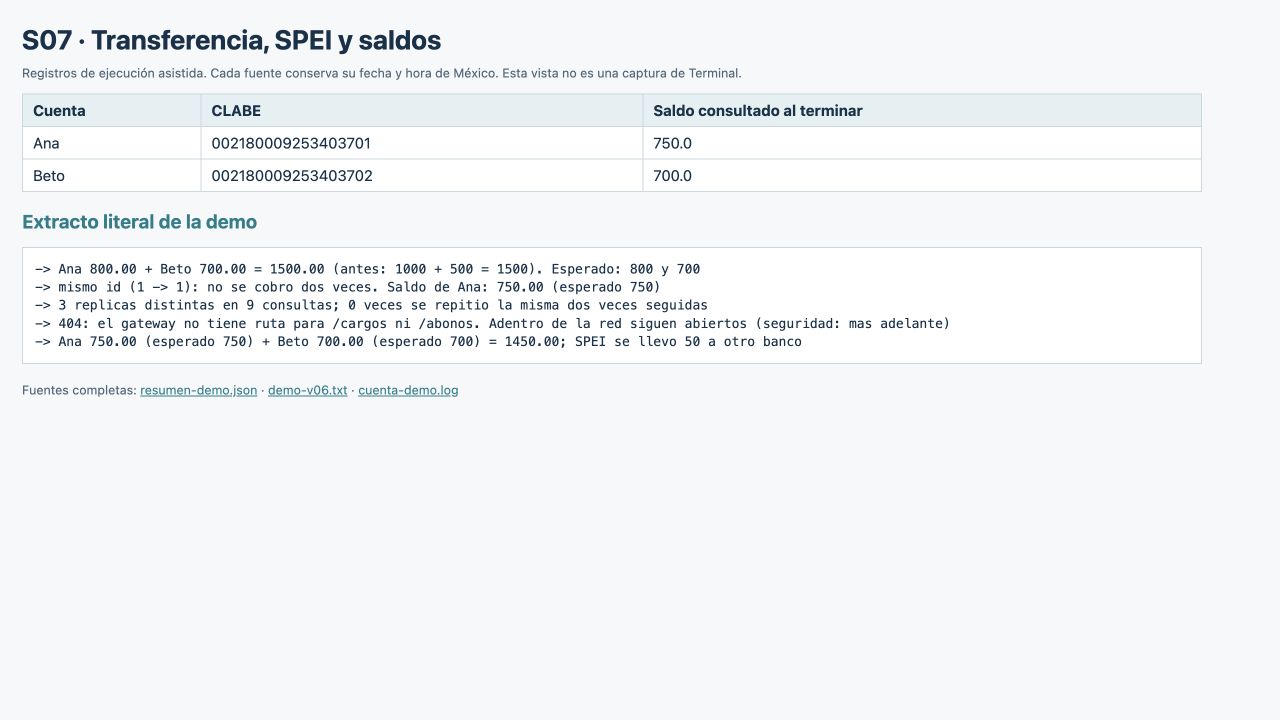 S07 · Transferencia, SPEI y saldos
Registros de ejecución asistida. Cada fuente conserva su fecha y hora de México. Esta vista no es una captura de Terminal.
Cuenta CLABE Saldo consultado al terminar
Ana 002180009253403701 750.0
Beto 002180009253403702 700.0
Extracto literal de la demo
-> Ana 800.00 + Beto 700.00 = 1500.00 (antes: 1000 + 500 = 1500). Esperado: 800 y 700
-> mismo id (1 -> 1): no se cobro dos veces. Saldo de Ana: 750.00 (esperado 750)
-> 3 replicas distintas en 9 consultas; 0 veces se repitio la misma dos veces seguidas
-> 404: el gateway no tiene ruta para /cargos ni /abonos. Adentro de la red siguen abiertos (seguridad: mas adelante)
-> Ana 750.00 (esperado 750) + Beto 700.00 (esperado 700) = 1450.00; SPEI se llevo 50 a otro banco
Fuentes completas: resumen-demo.json · demo-v06.txt · cuenta-demo.log